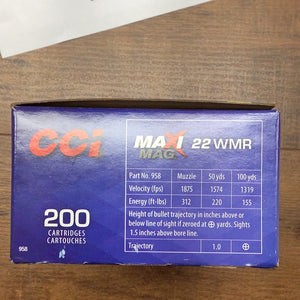 CCi
MAXI
MAG
22 WMR
Part No. 958 Muzzle 50 yds 100 yds
Velocity (fps) 1875 1574 1319
Energy (ft-lbs) 312 220 155
Height of bullet trajectory in inches above or
below line of sight if zeroed at ⊕ yards. Sights
1.5 inches above bore line.
Trajectory 1.0 ⊕
200
CARTRIDGES
CARTOUCHES
958